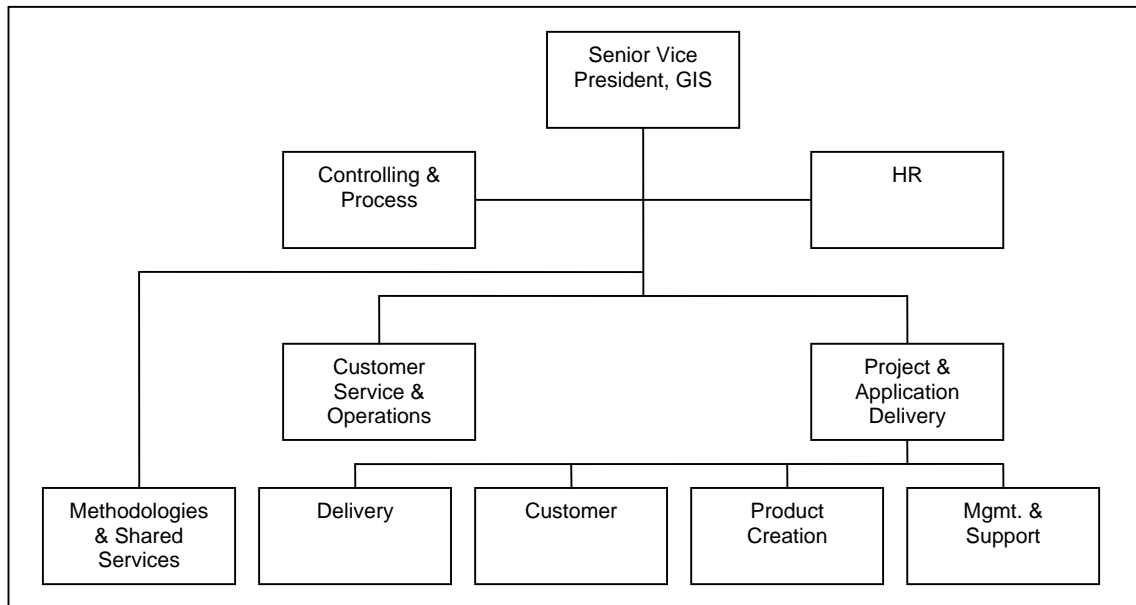 Senior Vice
President, GIS
Controlling &
Process
HR
Customer
Service &
Operations
Project &
Application
Delivery
Methodologies
& Shared
Services
Delivery
Customer
Product
Creation
Mgmt. &
Support